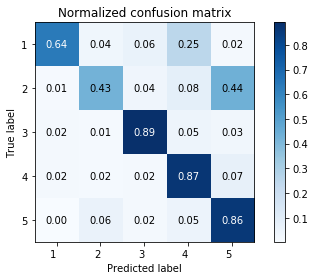 Normalized confusion matrix
True label
1 0.64 0.04 0.06 0.25 0.02
2 0.01 0.43 0.04 0.08 0.44
3 0.02 0.01 0.89 0.05 0.03
4 0.02 0.02 0.02 0.87 0.07
5 0.00 0.06 0.02 0.05 0.86
1 2 3 4 5
Predicted label
0.8
0.7
0.6
0.5
0.4
0.3
0.2
0.1